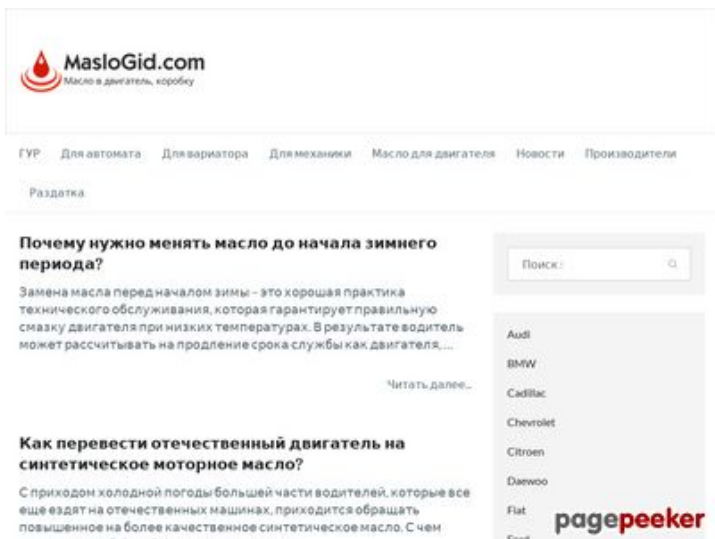 MasloGid.com
Масло в двигатель, коробку
ГУР Для автомата Для вариатора Для механики Масло для двигателя Новости Производители
Раздатка
Почему нужно менять масло до начала зимнего
периода?
Замена масла перед началом зимы – это хорошая практика
технического обслуживания, которая гарантирует правильную
смазку двигателя при низких температурах. В результате водитель
может рассчитывать на продление срока службы как двигателя, ...
Читать далее...
Как перевести отечественный двигатель на
синтетическое моторное масло?
С приходом холодной погоды большей части водителей, которые все
еще ездят на отечественных машинах, приходится обращать
повышенное на более качественное синтетическое масло. С чем
Поиск:
Audi
BMW
Cadillac
Chevrolet
Citroen
Daewoo
Fiat
Ford
pagepeeker